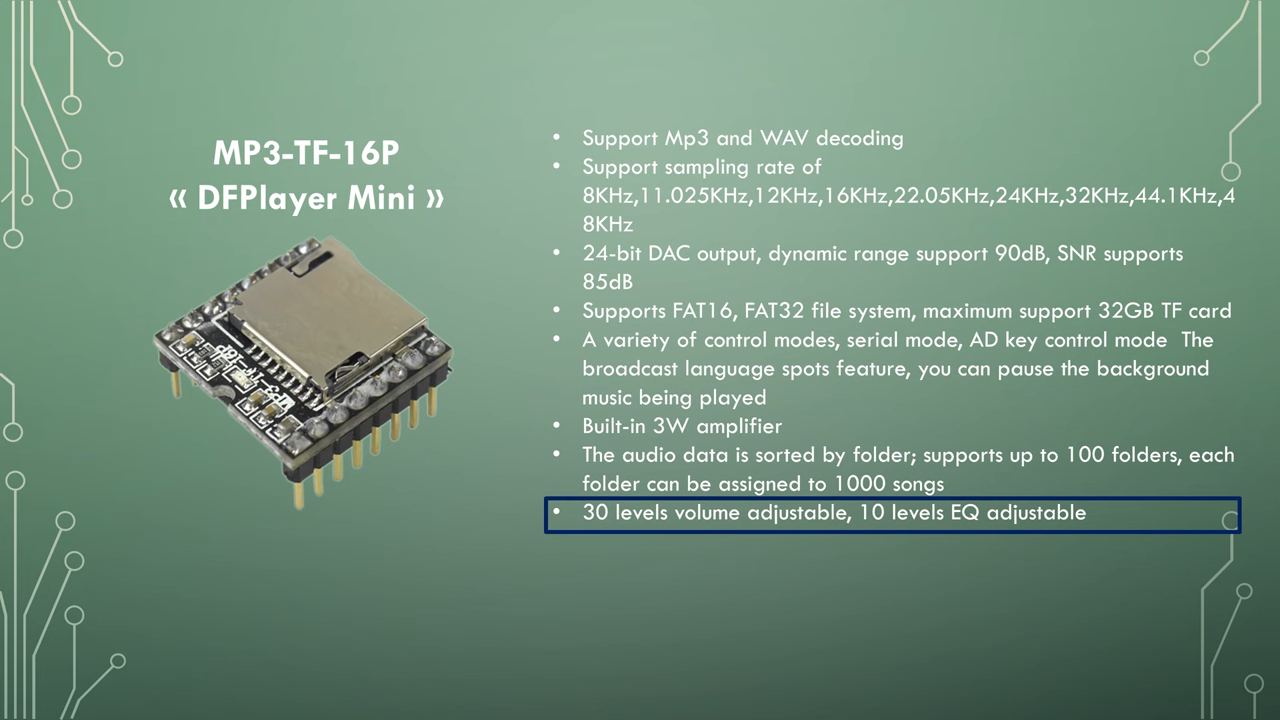 MP3-TF-16P
« DFPlayer Mini »
• Support Mp3 and WAV decoding
• Support sampling rate of
8KHz,11.025KHz,12KHz,16KHz,22.05KHz,24KHz,32KHz,44.1KHz,4
8KHz
• 24-bit DAC output, dynamic range support 90dB, SNR supports
85dB
• Supports FAT16, FAT32 file system, maximum support 32GB TF card
• A variety of control modes, serial mode, AD key control mode  The
broadcast language spots feature, you can pause the background
music being played
• Built-in 3W amplifier
• The audio data is sorted by folder; supports up to 100 folders, each
folder can be assigned to 1000 songs
• 30 levels volume adjustable, 10 levels EQ adjustable
MP3-TF-16P